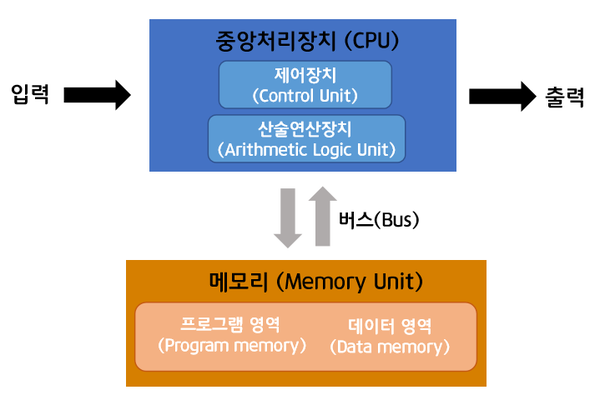 중앙처리장치 (CPU)
제어장치
(Control Unit)
입력
출력
산술연산장치
(Arithmetic Logic Unit)
버스(Bus)
메모리 (Memory Unit)
프로그램 영역
(Program memory)
데이터 영역
(Data memory)